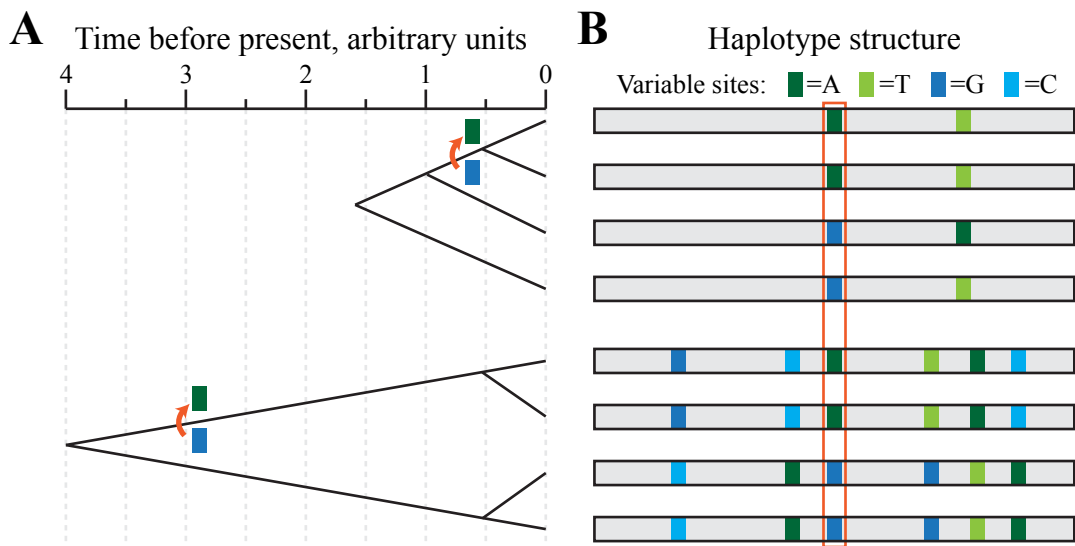 A
Time before present, arbitrary units
4 3 2 1 0
B
Haplotype structure
Variable sites: =A =T =G =C